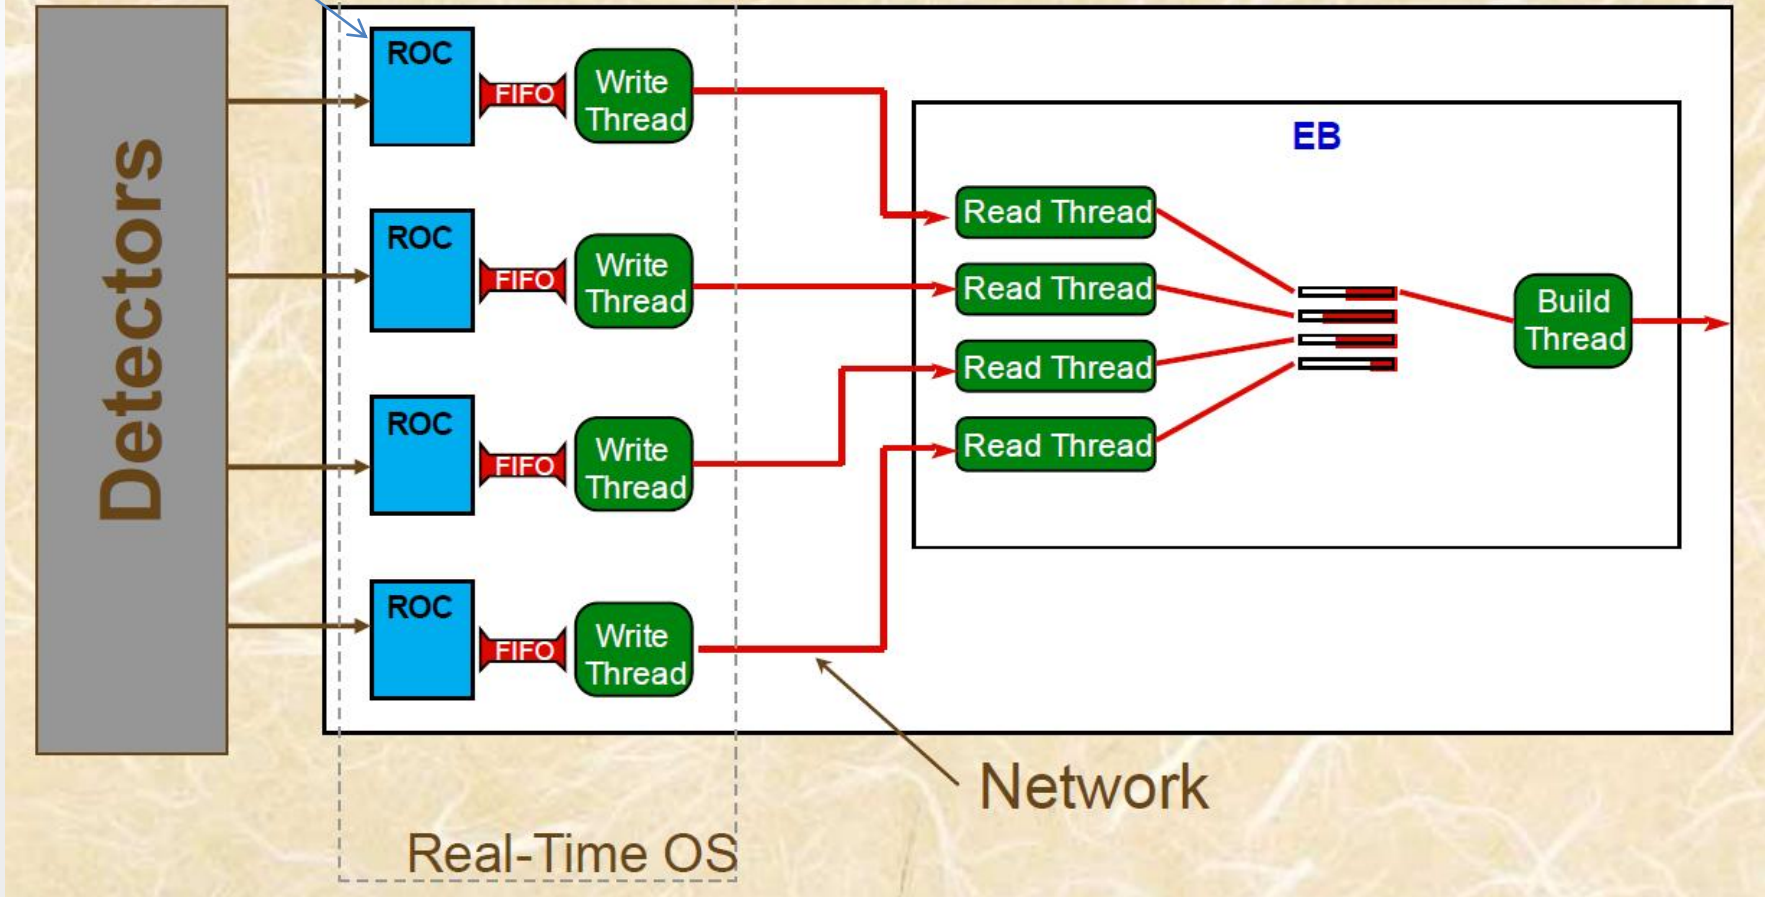 Detectors
ROC
FIFO
Write
Thread
ROC
FIFO
Write
Thread
ROC
FIFO
Write
Thread
ROC
FIFO
Write
Thread
EB
Read Thread
Read Thread
Read Thread
Read Thread
Build
Thread
Network
Real-Time OS